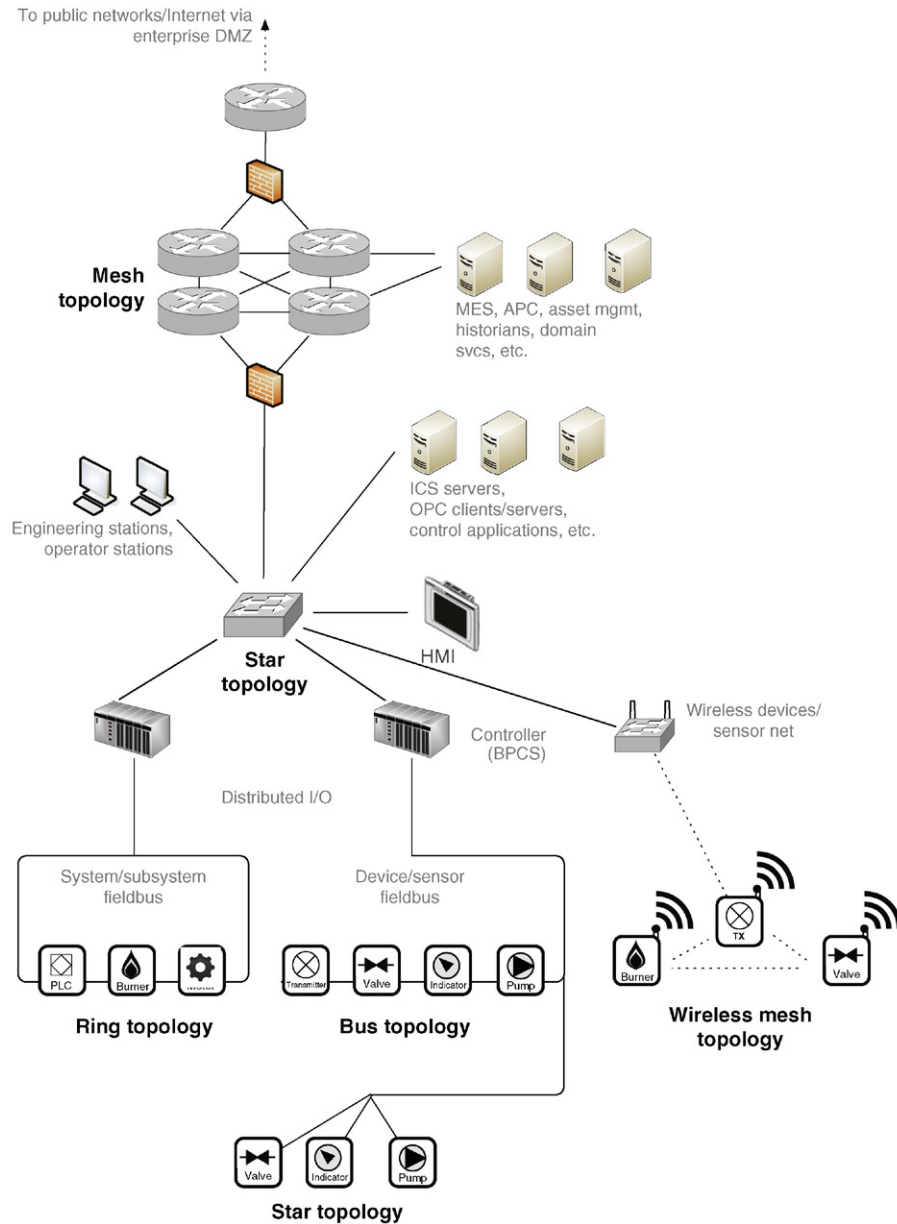 To public networks/Internet via
enterprise DMZ
Mesh
topology
MES, APC, asset mgmt,
historians, domain
svcs, etc.
ICS servers,
OPC clients/servers,
control applications, etc.
Engineering stations,
operator stations
HMI
Star
topology
Wireless devices/
sensor net
Controller
(BPCS)
Distributed I/O
System/subsystem
fieldbus
Device/sensor
fieldbus
TX
Burner
Valve
PLC
Burner
Motor
Transmitter
Valve
Indicator
Pump
Ring topology
Bus topology
Wireless mesh
topology
Valve
Indicator
Pump
Star topology